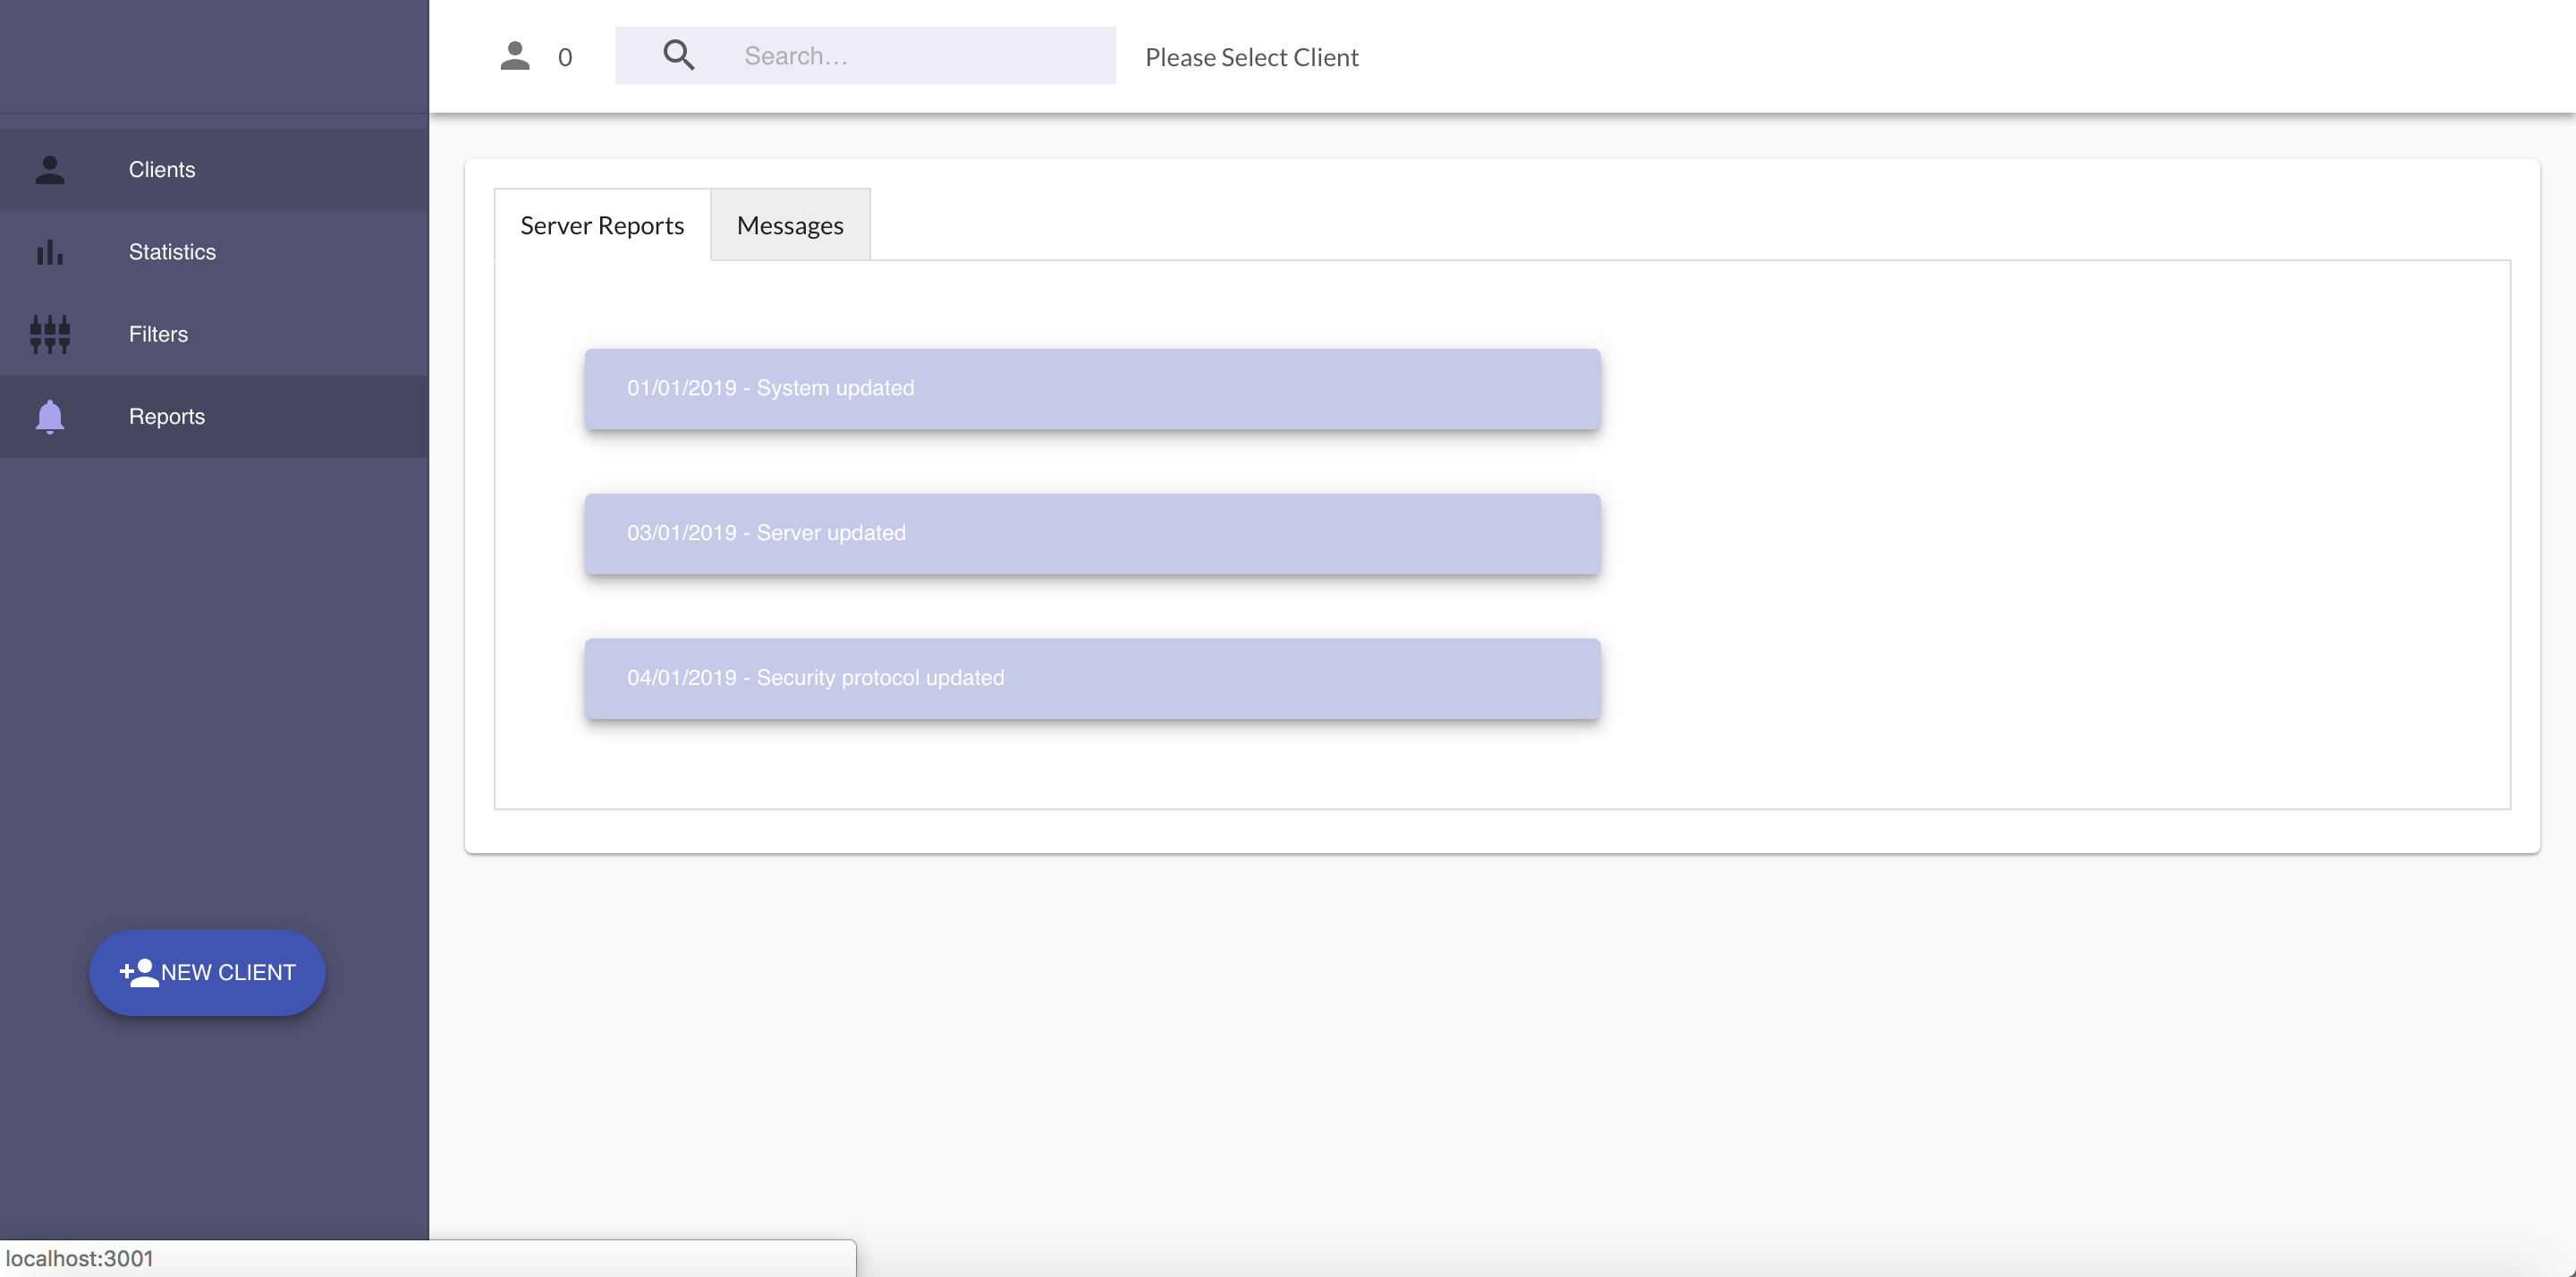 0
Search...
Please Select Client
Clients
Statistics
Filters
Reports
NEW CLIENT
Server Reports
Messages
01/01/2019 - System updated
03/01/2019 - Server updated
04/01/2019 - Security protocol updated
localhost:3001